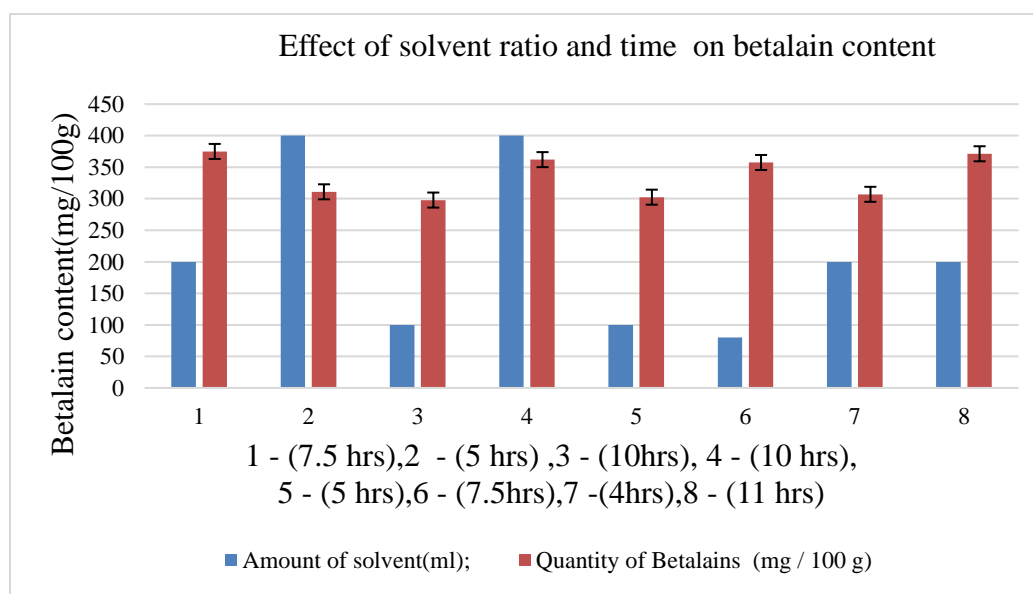 Effect of solvent ratio and time on betalain content
Betalain content(mg/100g)
450
400
350
300
250
200
150
100
50
0
1 2 3 4 5 6 7 8
1 - (7.5 hrs),2 - (5 hrs) ,3 - (10hrs), 4 - (10 hrs),
5 - (5 hrs),6 - (7.5hrs),7 -(4hrs),8 - (11 hrs)
Amount of solvent(ml); Quantity of Betalains (mg / 100 g)